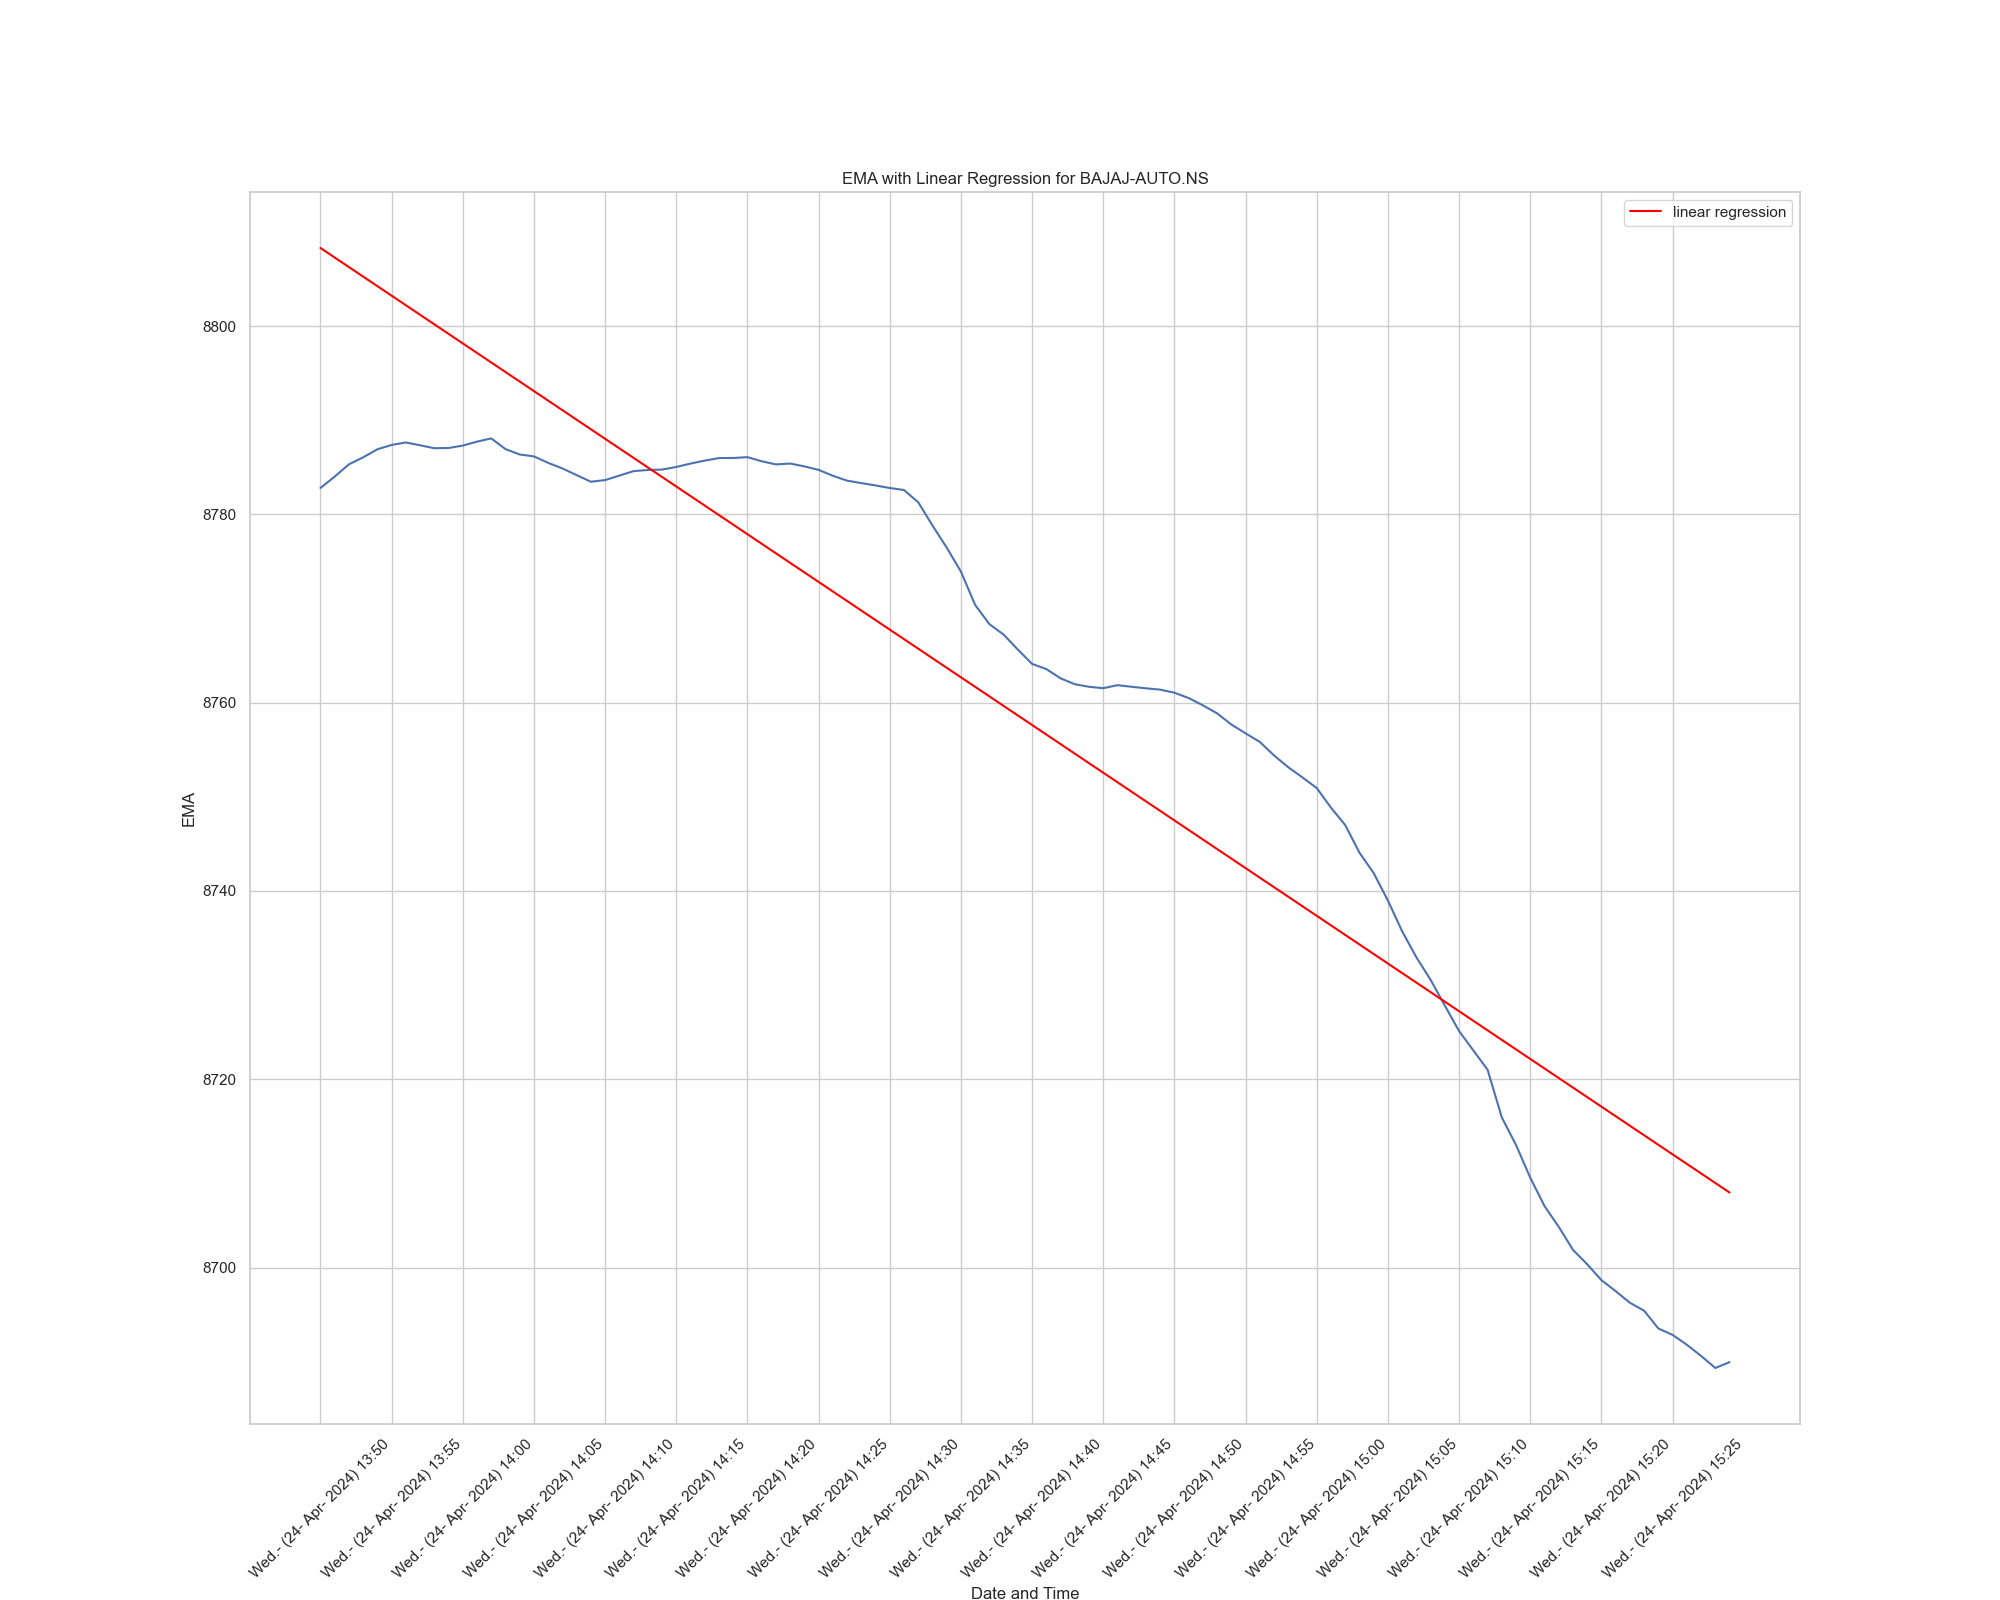 EMA with Linear Regression for BAJAJ-AUTO.NS
linear regression
8800
8780
8760
8740
8720
8700
EMA
Wed.- (24- Apr- 2024) 13:50
Wed.- (24- Apr- 2024) 13:55
Wed.- (24- Apr- 2024) 14:00
Wed.- (24- Apr- 2024) 14:05
Wed.- (24- Apr- 2024) 14:10
Wed.- (24- Apr- 2024) 14:15
Wed.- (24- Apr- 2024) 14:20
Wed.- (24- Apr- 2024) 14:25
Wed.- (24- Apr- 2024) 14:30
Wed.- (24- Apr- 2024) 14:35
Wed.- (24- Apr- 2024) 14:40
Wed.- (24- Apr- 2024) 14:45
Wed.- (24- Apr- 2024) 14:50
Wed.- (24- Apr- 2024) 14:55
Wed.- (24- Apr- 2024) 15:00
Wed.- (24- Apr- 2024) 15:05
Wed.- (24- Apr- 2024) 15:10
Wed.- (24- Apr- 2024) 15:15
Wed.- (24- Apr- 2024) 15:20
Wed.- (24- Apr- 2024) 15:25
Date and Time